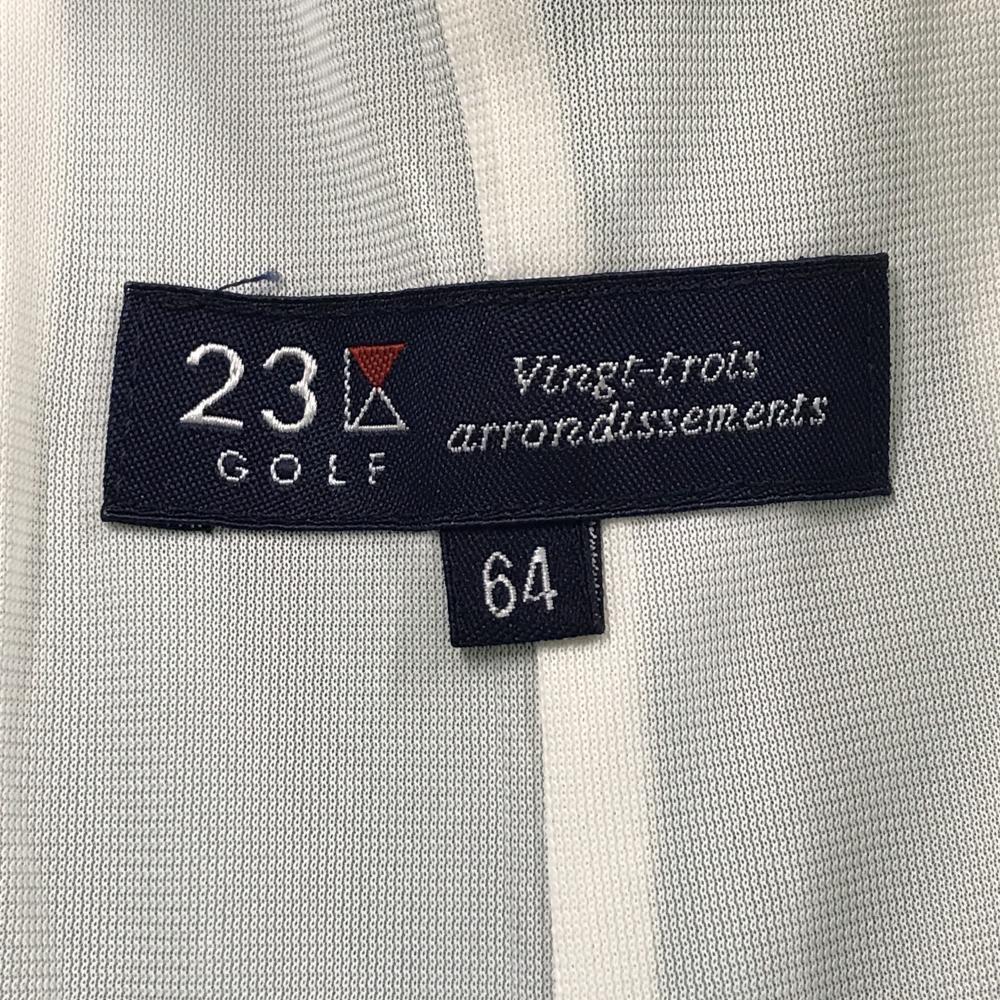 23
GOLF
Vingt-trois
arrondissements
64